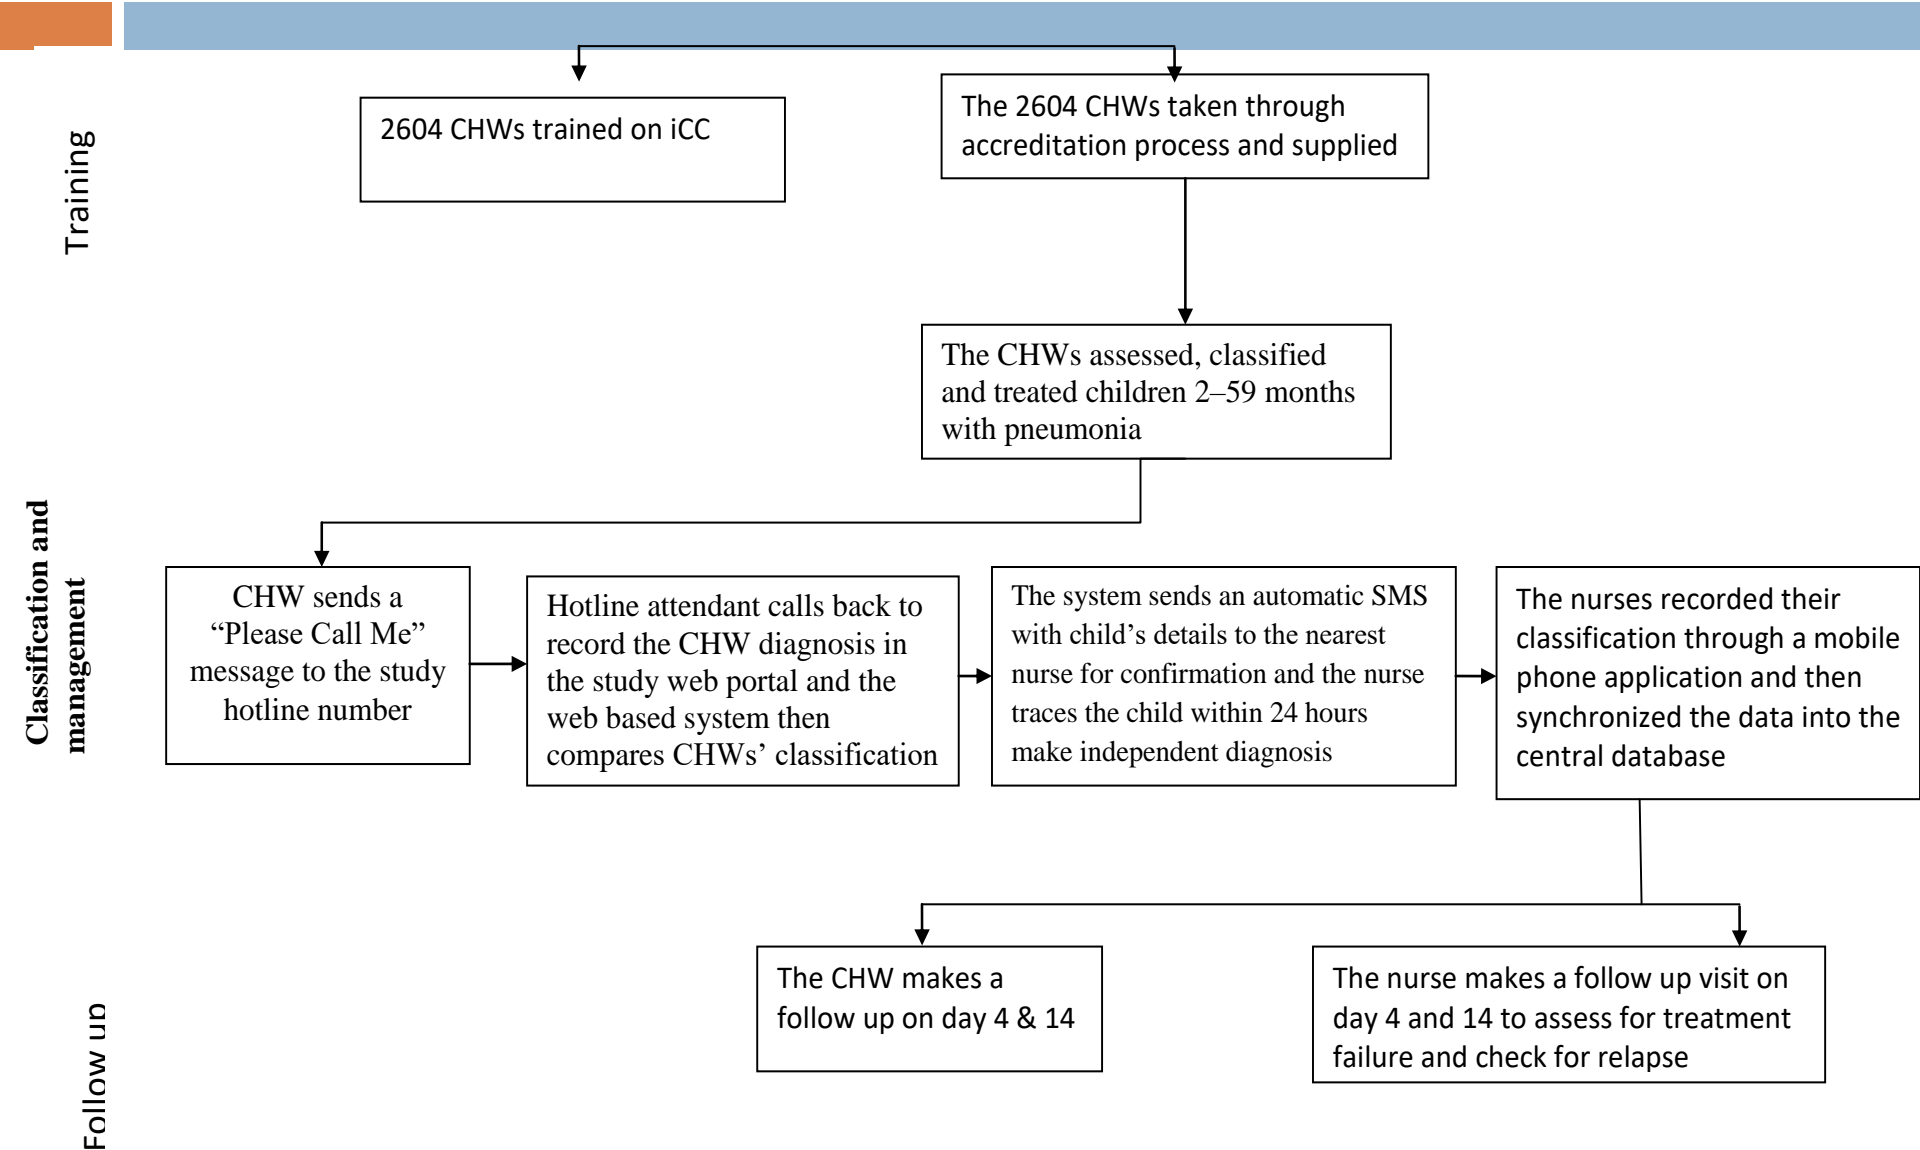 Training
2604 CHWs trained on iCC
The 2604 CHWs taken through
accreditation process and supplied
The CHWs assessed, classified
and treated children 2–59 months
with pneumonia
Classification and
management
CHW sends a
“Please Call Me”
message to the study
hotline number
Hotline attendant calls back to
record the CHW diagnosis in
the study web portal and the
web based system then
compares CHWs’ classification
The system sends an automatic SMS
with child’s details to the nearest
nurse for confirmation and the nurse
traces the child within 24 hours
make independent diagnosis
The nurses recorded their
classification through a mobile
phone application and then
synchronized the data into the
central database
Follow up
The CHW makes a
follow up on day 4 & 14
The nurse makes a follow up visit on
day 4 and 14 to assess for treatment
failure and check for relapse